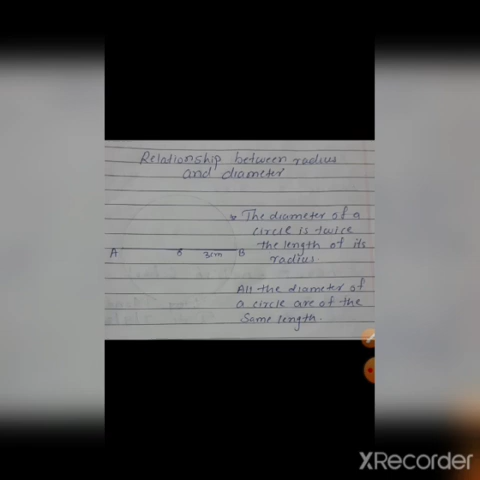 Relationship between radius
and diameter
The diameter of a
circle is twice
the length of its
radius.
A 3cm B
All the diameter of
a circle are of the
Same length.
XRecorder